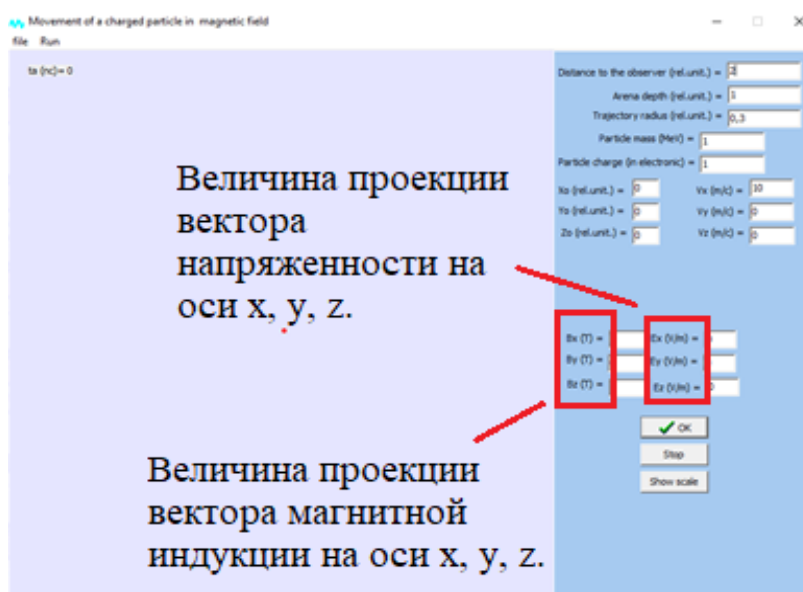 Movement of a charged particle in magnetic field
file Run
ta (nc)= 0
Distance to the observer (rel.unit.) = 2
Arena depth (rel.unit.) = 1
Trajectory radius (rel.unit.) = 0,3
Particle mass (MeV) = 1
Particle charge (in electronic) = 1
Xo (rel.unit.) = 0 Vx (m/c) = 10
Yo (rel.unit.) = 0 Vy (m/c) = 0
Zo (rel.unit.) = 0 Vz (m/c) = 0
Величина проекции
вектора
напряженности на
оси x, y, z.
Bx (T) = Ex (V/m) =
By (T) = Ey (V/m) =
Bz (T) = Ez (V/m) = 0
OK
Stop
Show scale
Величина проекции
вектора магнитной
индукции на оси x, y, z.